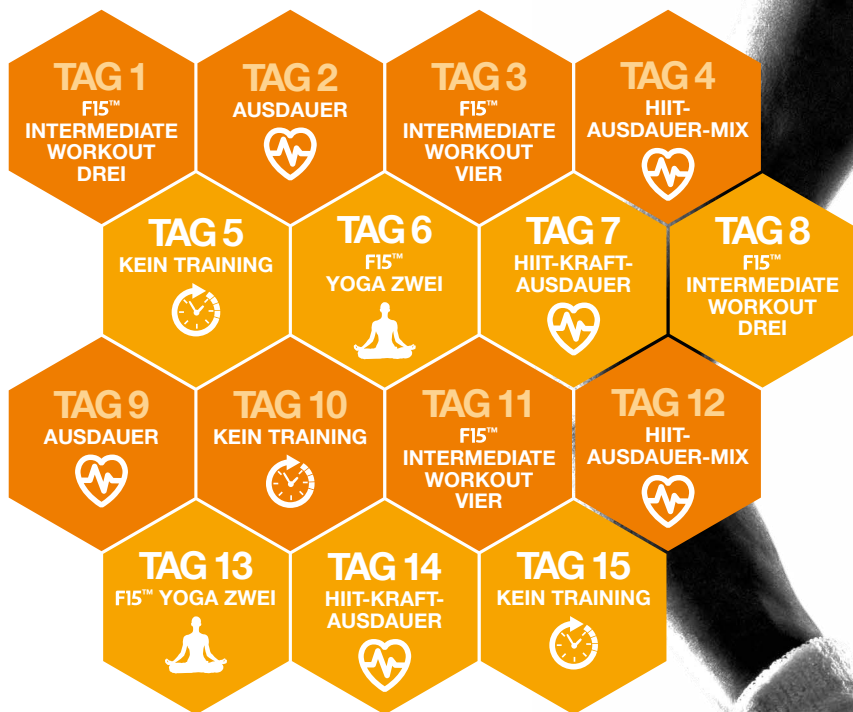 TAG 1
F15™
INTERMEDIATE
WORKOUT
DREI
TAG 2
AUSDAUER
TAG 3
F15™
INTERMEDIATE
WORKOUT
VIER
TAG 4
HIIT-
AUSDAUER-MIX
TAG 5
KEIN TRAINING
TAG 6
F15™
YOGA ZWEI
TAG 7
HIIT-KRAFT-
AUSDAUER
TAG 8
F15™
INTERMEDIATE
WORKOUT
DREI
TAG 9
AUSDAUER
TAG 10
KEIN TRAINING
TAG 11
F15™
INTERMEDIATE
WORKOUT
VIER
TAG 12
HIIT-
AUSDAUER-MIX
TAG 13
F15™ YOGA ZWEI
TAG 14
HIIT-KRAFT-
AUSDAUER
TAG 15
KEIN TRAINING